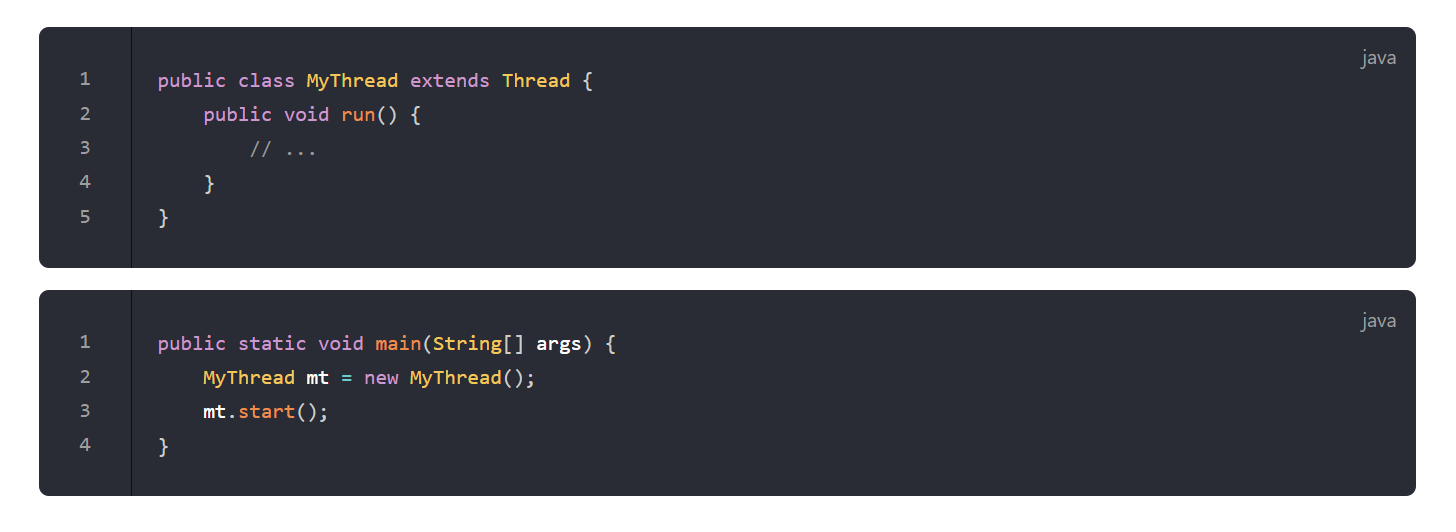 java
1 public class MyThread extends Thread {
2     public void run() {
3         // ...
4     }
5 }
java
1 public static void main(String[] args) {
2     MyThread mt = new MyThread();
3     mt.start();
4 }